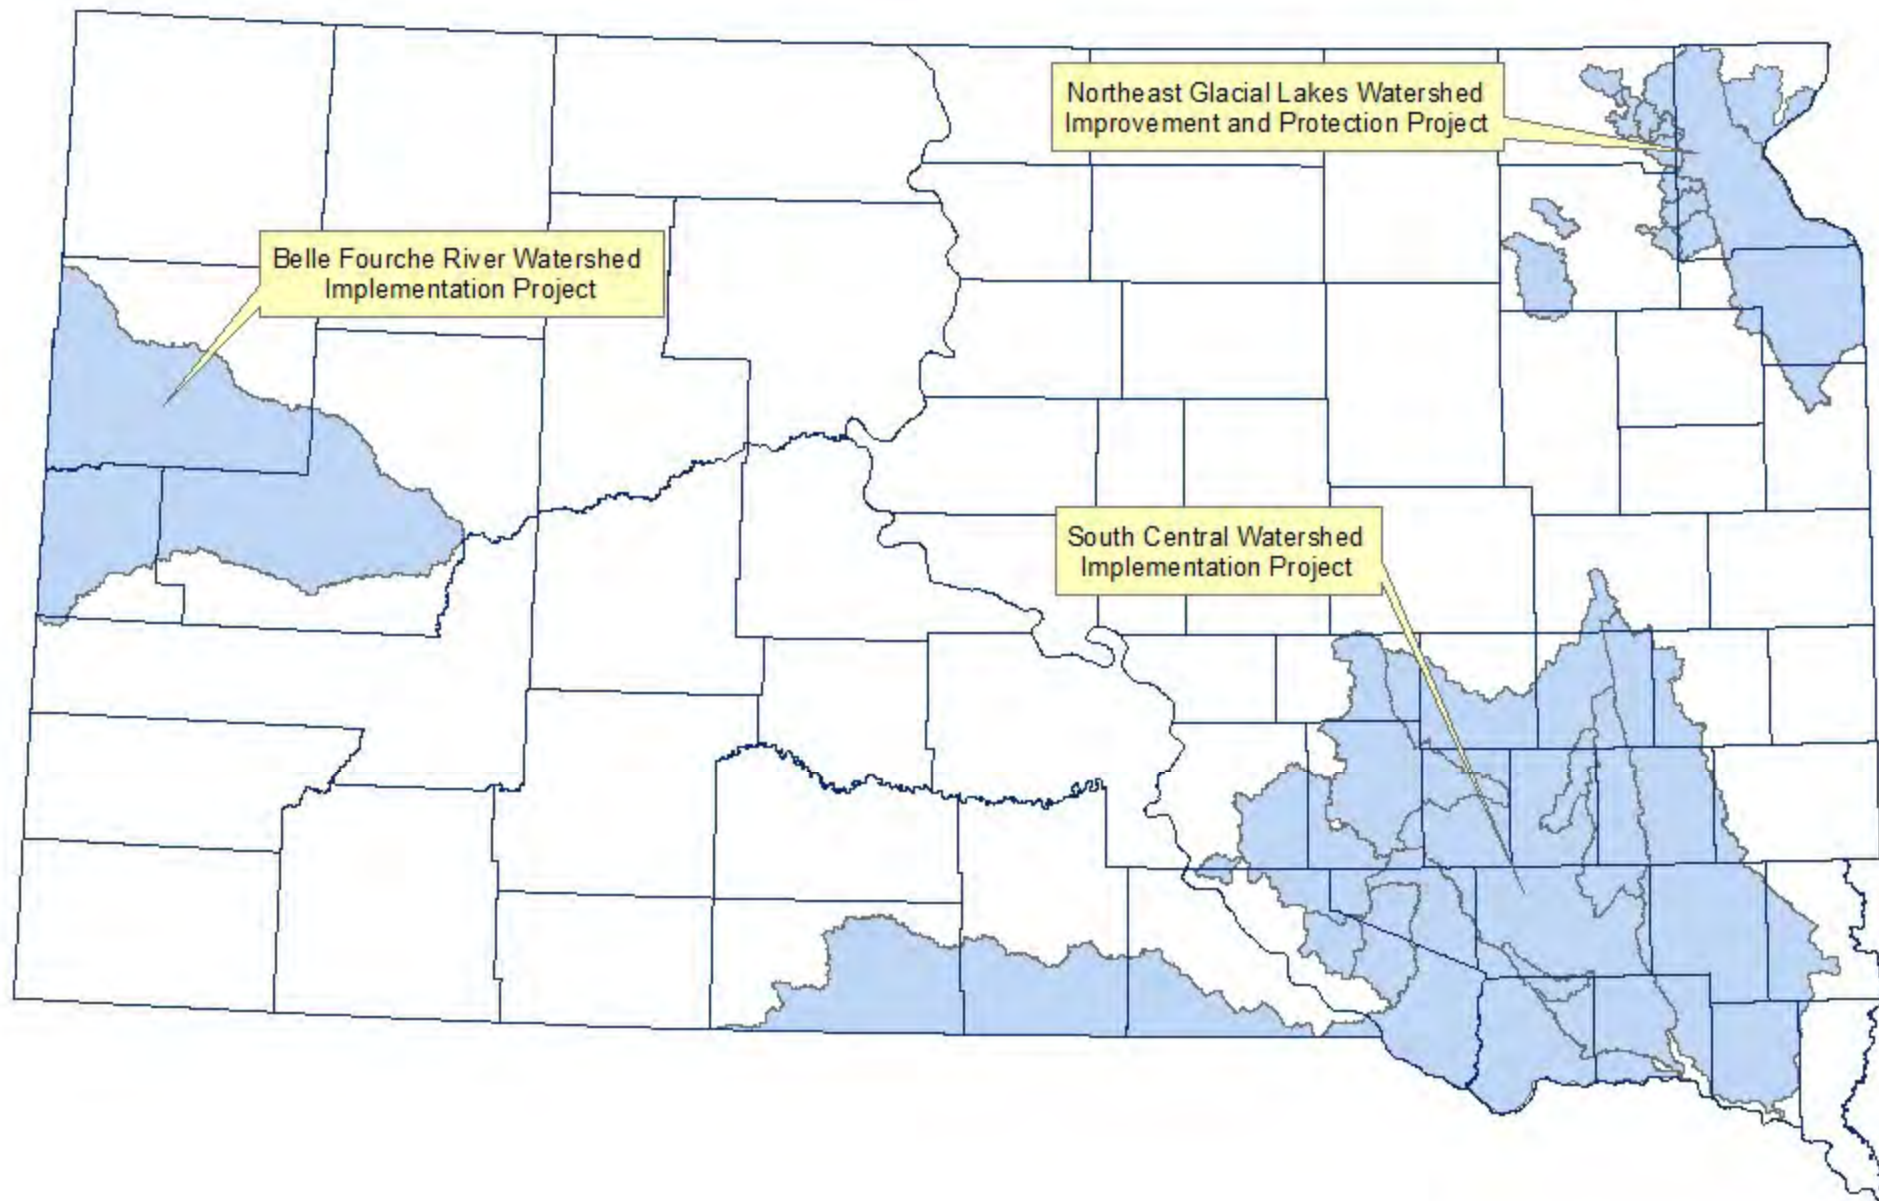 Northeast Glacial Lakes Watershed
Improvement and Protection Project
Belle Fourche River Watershed
Implementation Project
South Central Watershed
Implementation Project